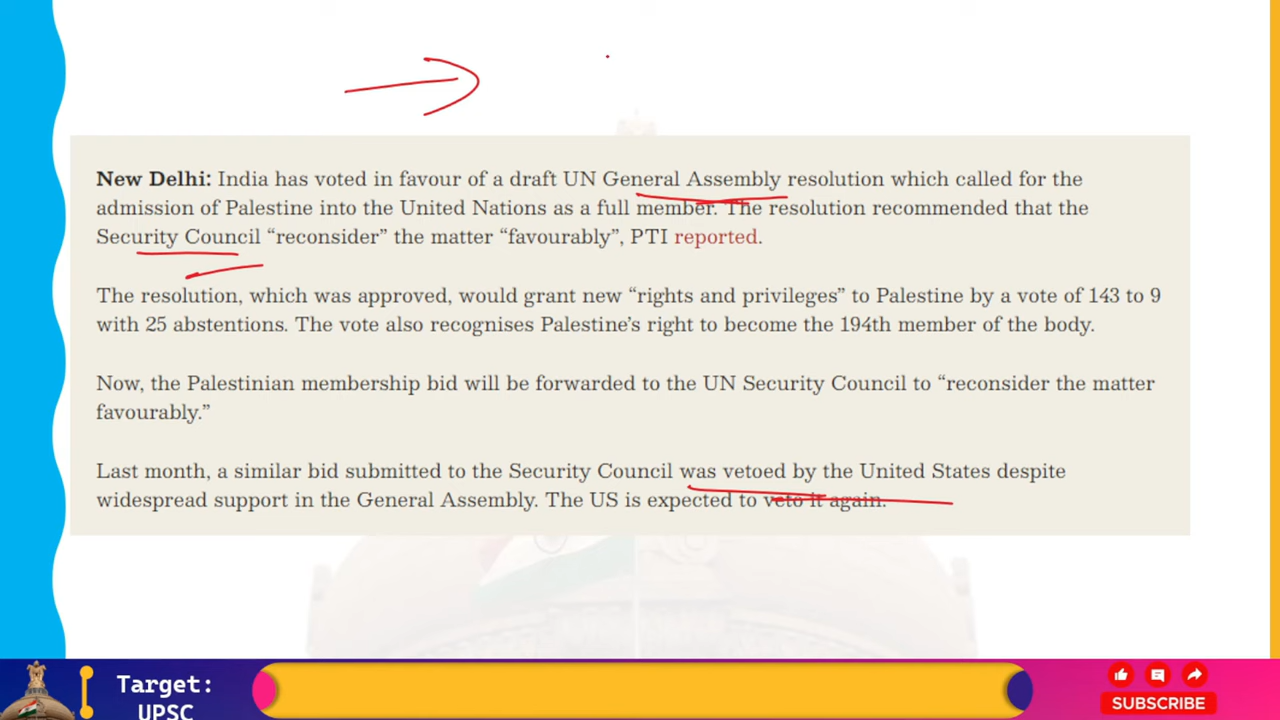 New Delhi: India has voted in favour of a draft UN General Assembly resolution which called for the
admission of Palestine into the United Nations as a full member. The resolution recommended that the
Security Council “reconsider” the matter “favourably”, PTI reported.
The resolution, which was approved, would grant new “rights and privileges” to Palestine by a vote of 143 to 9
with 25 abstentions. The vote also recognises Palestine’s right to become the 194th member of the body.
Now, the Palestinian membership bid will be forwarded to the UN Security Council to “reconsider the matter
favourably.”
Last month, a similar bid submitted to the Security Council was vetoed by the United States despite
widespread support in the General Assembly. The US is expected to veto it again.
Target:
UPSC
SUBSCRIBE